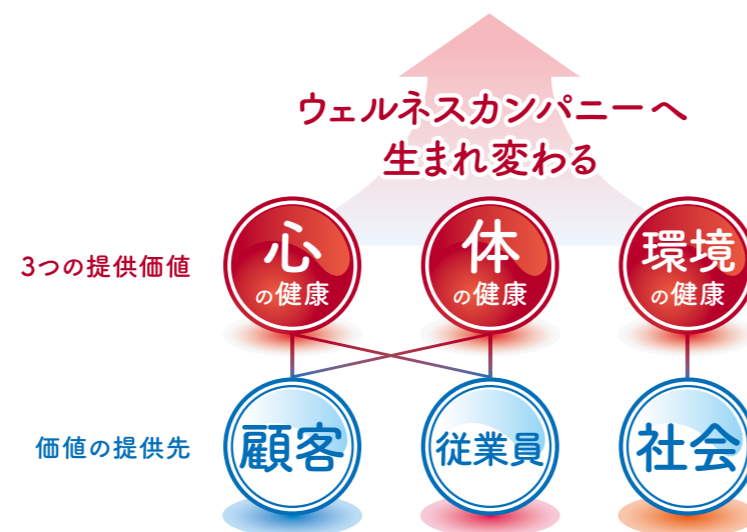 ウェルネスカンパニーへ
生まれ変わる
3つの提供価値
心
の健康
体
の健康
環境
の健康
価値の提供先
顧客
従業員
社会